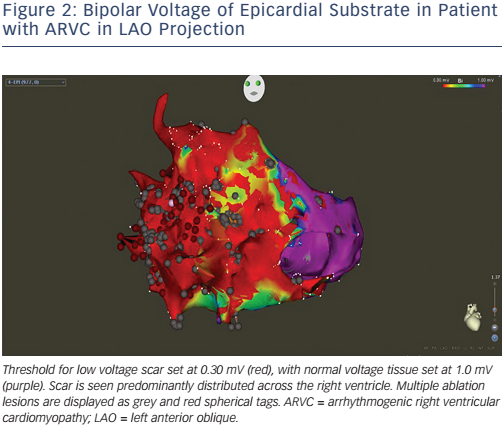 Figure 2: Bipolar Voltage of Epicardial Substrate in Patient
with ARVC in LAO Projection
0.30 mV Bi 1.00 mV
1.37
Threshold for low voltage scar set at 0.30 mV (red), with normal voltage tissue set at 1.0 mV
(purple). Scar is seen predominantly distributed across the right ventricle. Multiple ablation
lesions are displayed as grey and red spherical tags. ARVC = arrhythmogenic right ventricular
cardiomyopathy; LAO = left anterior oblique.